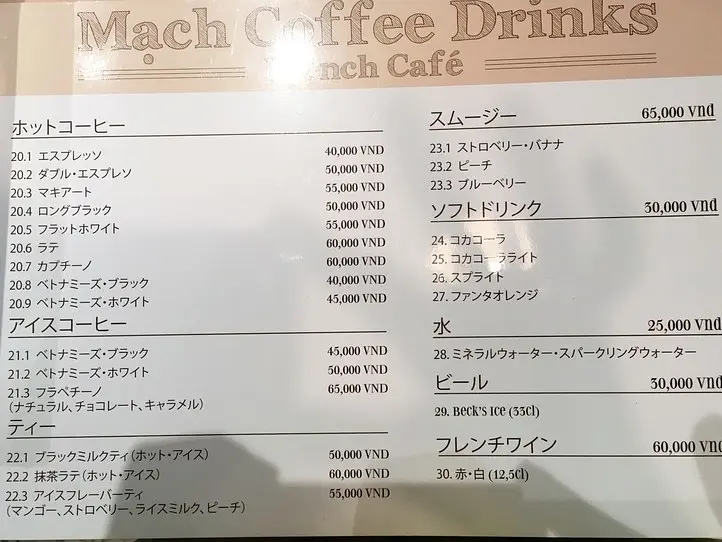 Mạch Coffee Drinks
Café
ホットコーヒー
20.1 エスプレッソ 40,000 VND
20.2 ダブル・エスプレソ 50,000 VND
20.3 マキアート 55,000 VND
20.4 ロングブラック 50,000 VND
20.5 フラットホワイト 55,000 VND
20.6 ラテ 60,000 VND
20.7 カプチーノ 60,000 VND
20.8 ベトナミーズ・ブラック 40,000 VND
20.9 ベトナミーズ・ホワイト 45,000 VND
アイスコーヒー
21.1 ベトナミーズ・ブラック 45,000 VND
21.2 ベトナミーズ・ホワイト 50,000 VND
21.3 フラペチーノ 65,000 VND
(ナチュラル、チョコレート、キャラメル)
ティー
22.1 ブラックミルクティ(ホット・アイス) 50,000 VND
22.2 抹茶ラテ(ホット・アイス) 60,000 VND
22.3 アイスフレーバーティ 55,000 VND
(マンゴー、ストロベリー、ライスミルク、ピーチ)
スムージー 65,000 Vnd
23.1 ストロベリー・バナナ
23.2 ピーチ
23.3 ブルーベリー
ソフトドリンク 30,000 Vnd
24. コカコーラ
25. コカコーラライト
26. スプライト
27. ファンタオレンジ
水 25,000 Vnd
28. ミネラルウォーター・スパークリングウォーター
ビール 30,000 Vnd
29. Beck's Ice (33cl)
フレンチワイン 60,000 Vnd
30. 赤・白 (12,5cl)